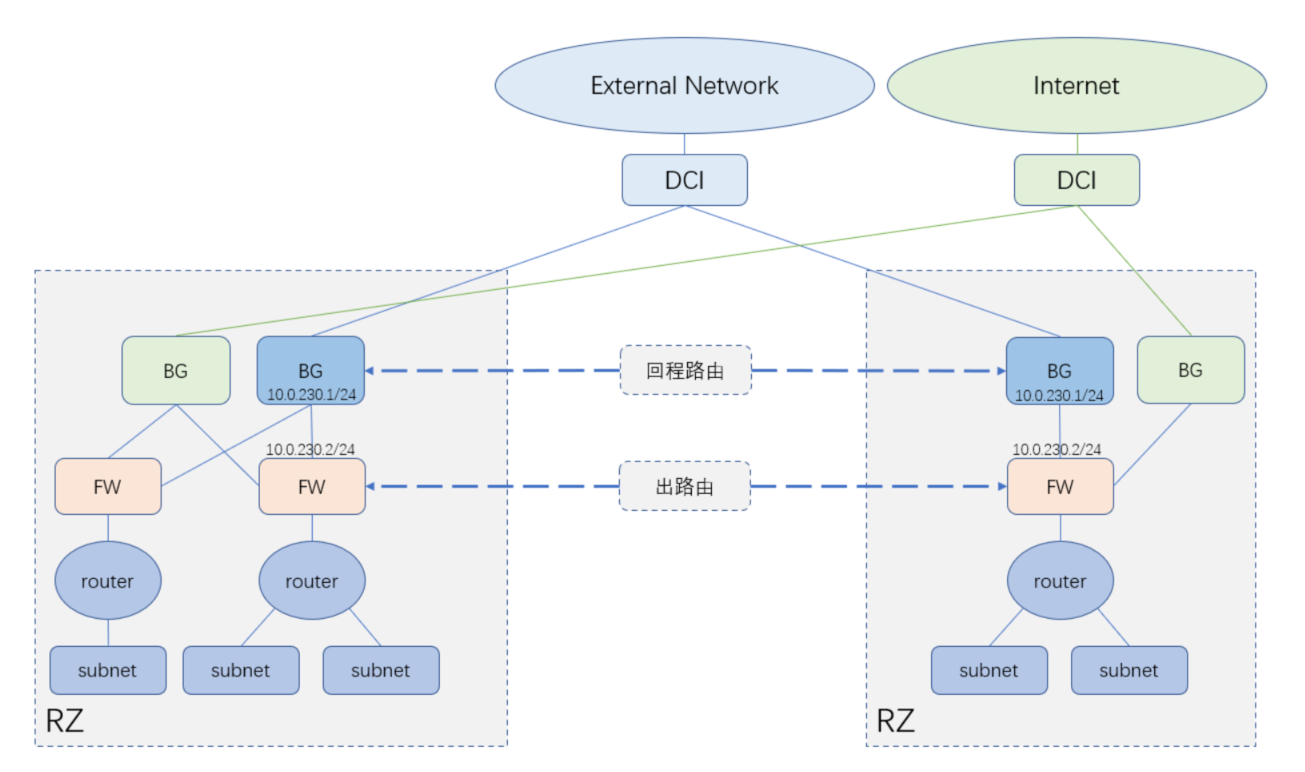 External Network
Internet
DCI
DCI
BG
BG
10.0.230.1/24
回程路由
BG
10.0.230.1/24
BG
10.0.230.2/24
10.0.230.2/24
FW
FW
出路由
FW
router
router
router
subnet
subnet
subnet
subnet
subnet
RZ
RZ